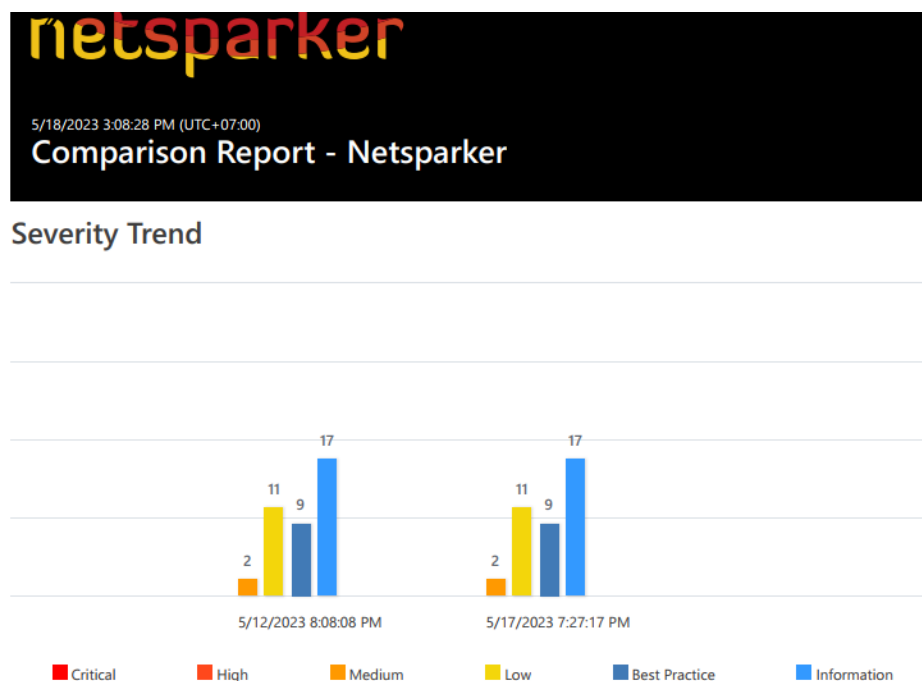 netsparker
5/18/2023 3:08:28 PM (UTC+07:00)
Comparison Report - Netsparker
Severity Trend
17
17
11
11
9
9
2
2
5/12/2023 8:08:08 PM
5/17/2023 7:27:17 PM
Critical
High
Medium
Low
Best Practice
Information